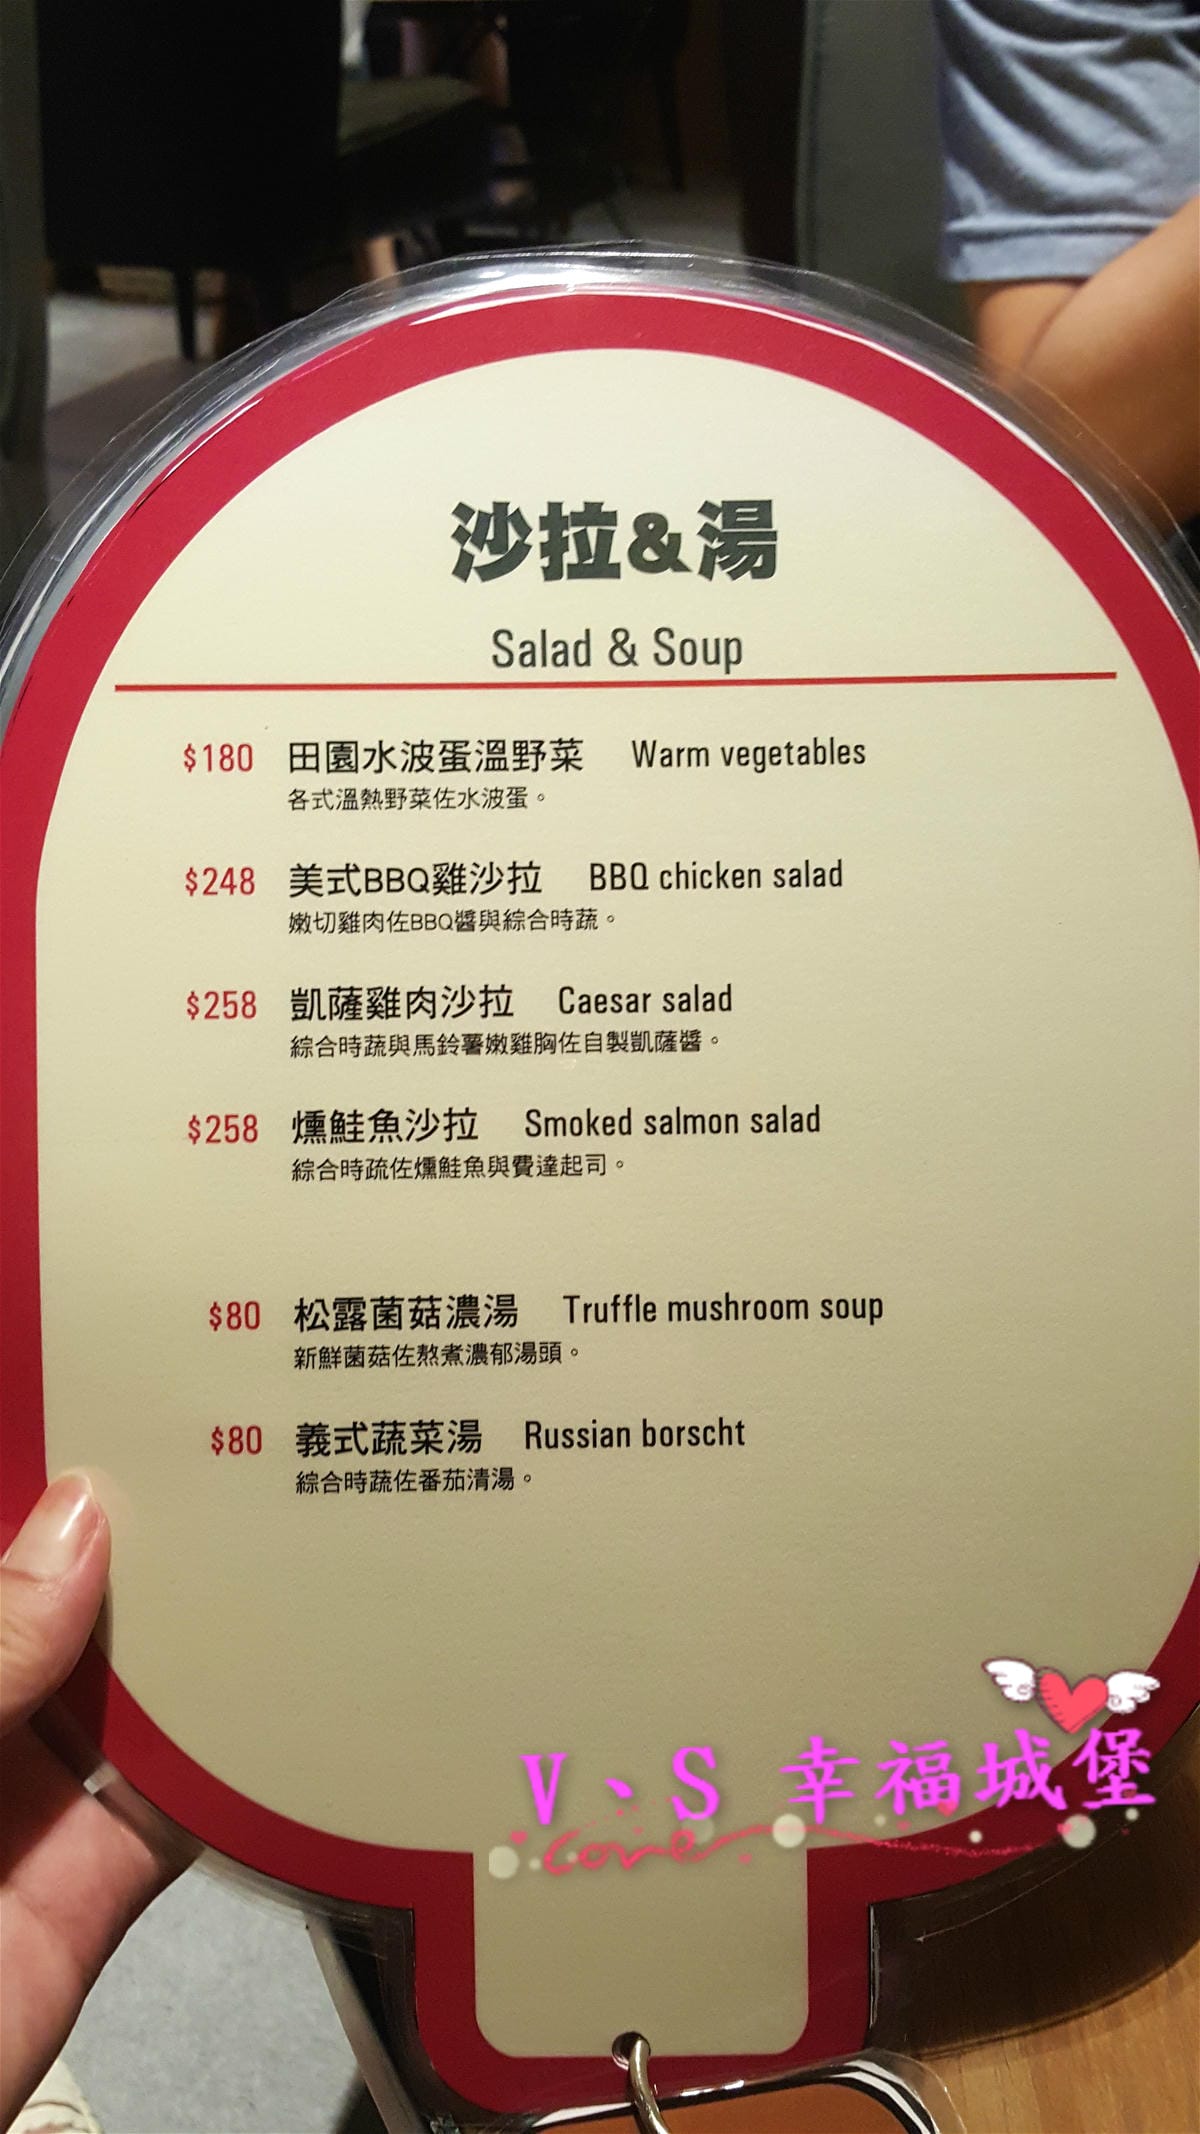 沙拉&湯
Salad & Soup
$180 田園水波蛋溫野菜 Warm vegetables
各式溫熱野菜佐水波蛋。
$248 美式BBQ雞沙拉 BBQ chicken salad
嫩切雞肉佐BBQ醬與綜合時蔬。
$258 凱薩雞肉沙拉 Caesar salad
綜合時蔬與馬鈴薯嫩雞胸佐自製凱薩醬。
$258 燻鮭魚沙拉 Smoked salmon salad
綜合時疏佐燻鮭魚與費達起司。
$80 松露菌菇濃湯 Truffle mushroom soup
新鮮菌菇佐熬煮濃郁湯頭。
$80 義式蔬菜湯 Russian borscht
綜合時蔬佐番茄清湯。
V、S 幸福城堡